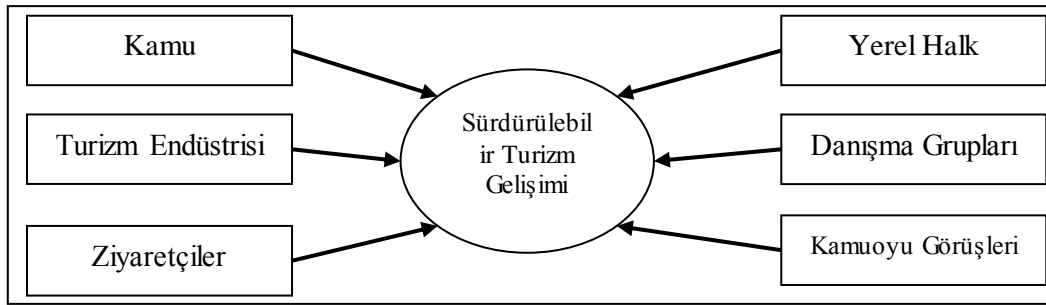 Kamu
Turizm Endüstrisi
Ziyaretçiler
Sürdürülebil
ir Turizm
Gelişimi
Yerel Halk
Danışma Grupları
Kamuoyu Görüşleri